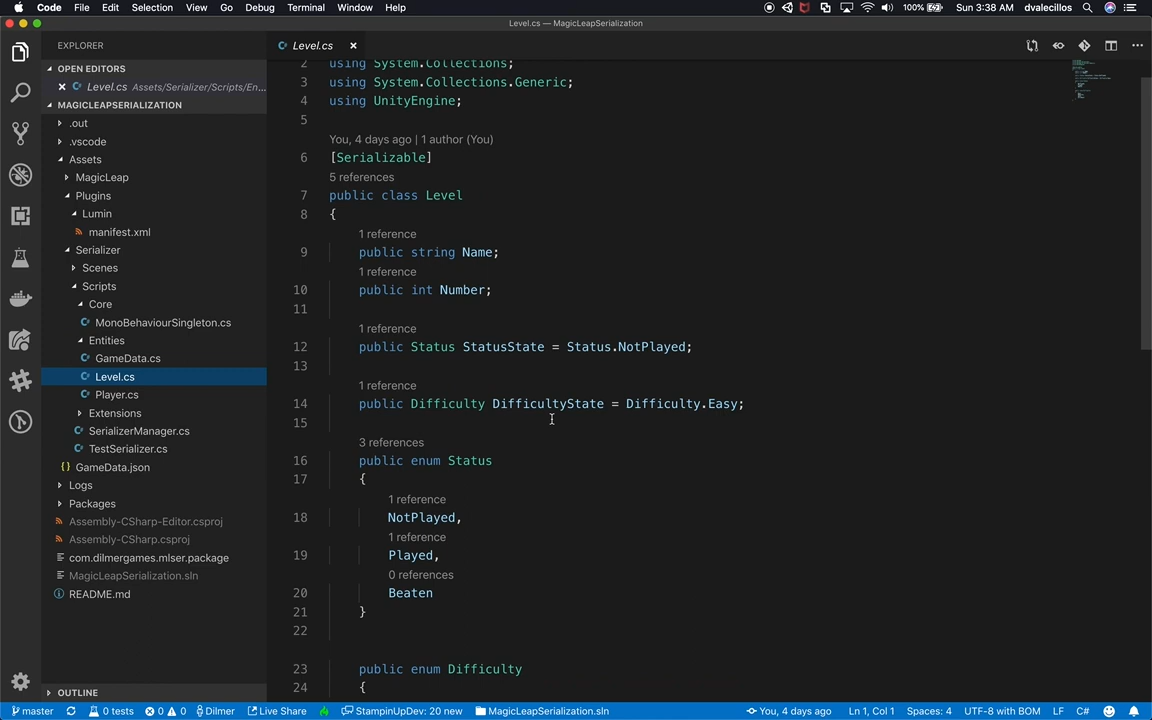 Code File Edit Selection View Go Debug Terminal Window Help 100% Sun 3:38 AM dvalecillos
Level.cs — MagicLeapSerialization
EXPLORER
OPEN EDITORS
Level.cs Assets/Serializer/Scripts/En...
MAGICLEAPSERIALIZATION
.out
.vscode
Assets
MagicLeap
Plugins
Lumin
manifest.xml
Serializer
Scenes
Scripts
Core
MonoBehaviourSingleton.cs
Entities
GameData.cs
Level.cs
Player.cs
Extensions
SerializerManager.cs
TestSerializer.cs
GameData.json
Logs
Packages
Assembly-CSharp-Editor.csproj
Assembly-CSharp.csproj
com.dilmergames.mlser.package
MagicLeapSerialization.sln
README.md
OUTLINE
Level.cs
2 using System.Collections;
3 using System.Collections.Generic;
4 using UnityEngine;
5
You, 4 days ago | 1 author (You)
6 [Serializable]
5 references
7 public class Level
8 {
1 reference
9 public string Name;
1 reference
10 public int Number;
11
1 reference
12 public Status StatusState = Status.NotPlayed;
13
1 reference
14 public Difficulty DifficultyState = Difficulty.Easy;
15
3 references
16 public enum Status
17 {
1 reference
18 NotPlayed,
1 reference
19 Played,
0 references
20 Beaten
21 }
22
23 public enum Difficulty
24 {
master 0 tests 0 0 Dilmer Live Share StampinUpDev: 20 new MagicLeapSerialization.sln You, 4 days ago Ln 1, Col 1 Spaces: 4 UTF-8 with BOM LF C#